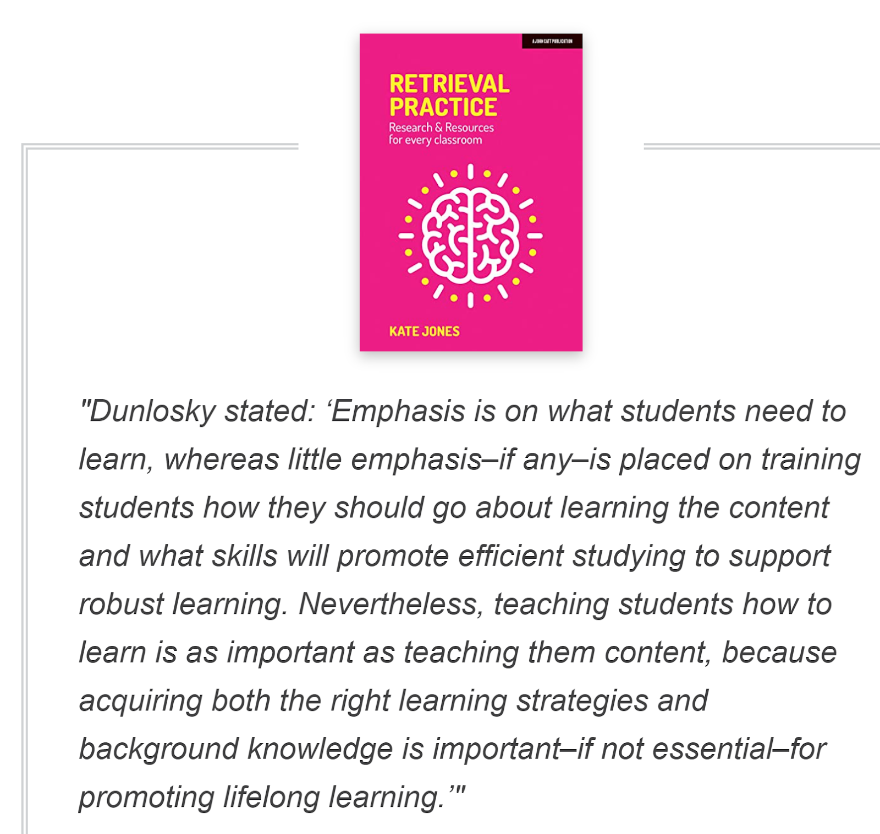 A JOHN CATT PUBLICATION
RETRIEVAL
PRACTICE
Research & Resources
for every classroom
KATE JONES
"Dunlosky stated: ‘Emphasis is on what students need to
learn, whereas little emphasis–if any–is placed on training
students how they should go about learning the content
and what skills will promote efficient studying to support
robust learning. Nevertheless, teaching students how to
learn is as important as teaching them content, because
acquiring both the right learning strategies and
background knowledge is important–if not essential–for
promoting lifelong learning.’"